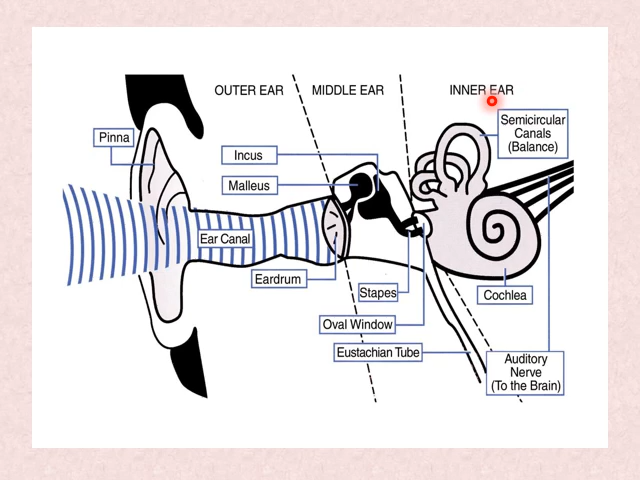 OUTER EAR
MIDDLE EAR
INNER EAR
Pinna
Incus
Malleus
Semicircular
Canals
(Balance)
Ear Canal
Eardrum
Stapes
Cochlea
Oval Window
Eustachian Tube
Auditory
Nerve
(To the Brain)